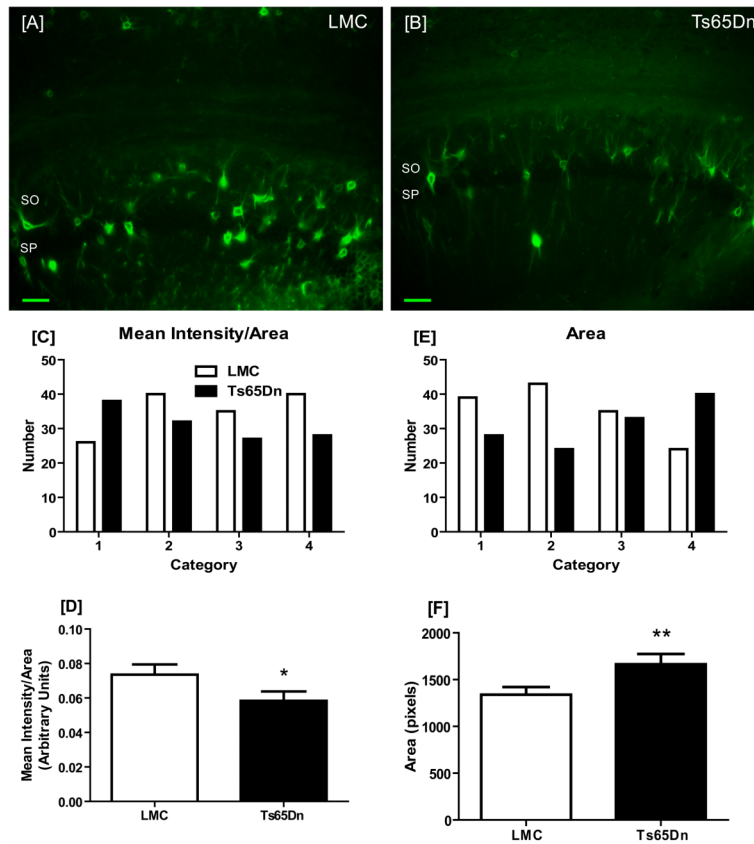 [A] LMC
[B] Ts65Dn
SO
SP
SO
SP
[C] Mean Intensity/Area
LMC
Ts65Dn
50
40
30
20
10
0
Number
1 2 3 4
Category
[E] Area
50
40
30
20
10
0
Number
1 2 3 4
Category
[D]
0.10
0.08
0.06
0.04
0.02
0.00
Mean Intensity/Area
(Arbitrary Units)
*
LMC Ts65Dn
[F]
2000
1500
1000
500
0
Area (pixels)
**
LMC Ts65Dn